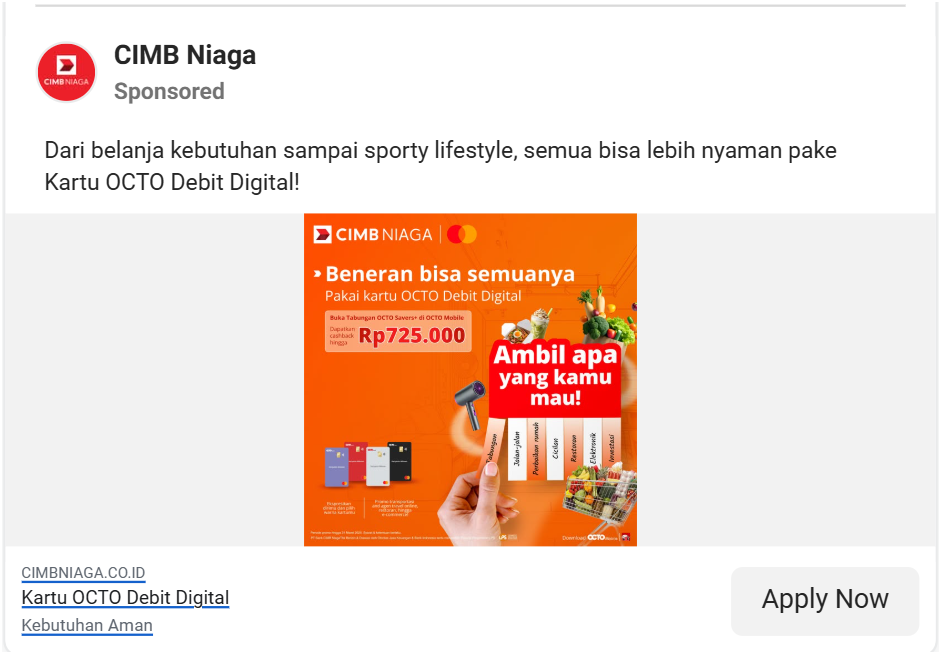 CIMB Niaga
Sponsored
CIMB NIAGA
Dari belanja kebutuhan sampai sporty lifestyle, semua bisa lebih nyaman pake
Kartu OCTO Debit Digital!
CIMB NIAGA
Beneran bisa semuanya
Pakai kartu OCTO Debit Digital
Buka Tabungan OCTO Savers+ di OCTO Mobile
Dapatkan
cashback
hingga
Rp725.000
Ambil apa
yang kamu
mau!
Tabungan
Jalan-jalan
Perbaikan rumah
Cicilan
Restoran
Elektronik
Investasi
Download OCTO
CIMBNIAGA.CO.ID
Kartu OCTO Debit Digital
Kebutuhan Aman
Apply Now